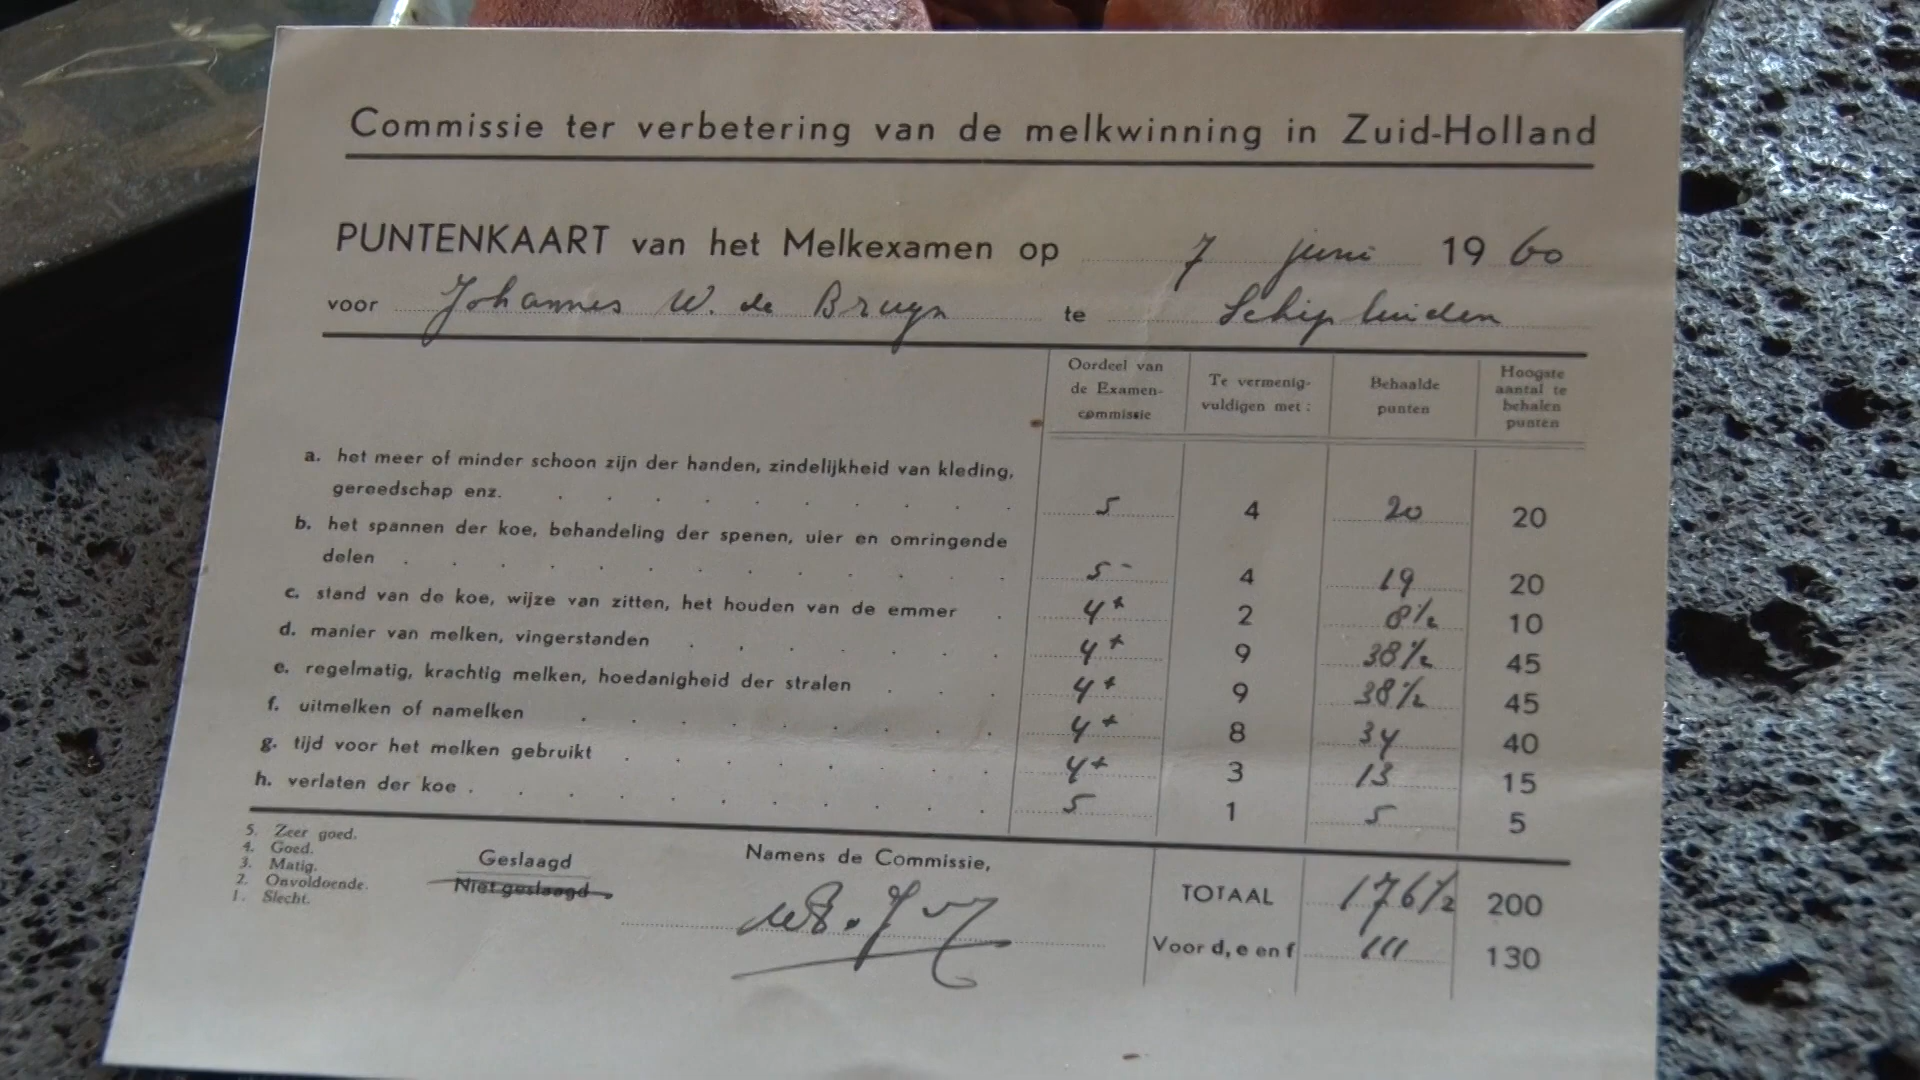 Commissie ter verbetering van de melkwinning in Zuid-Holland
PUNTENKAART van het Melkexamen op 7 juni 1960
voor Johannes W. de Bruyn te Schipluiden
Oordeel van de Examen-commissie
Te vermenig-vuldigen met:
Behaalde punten
Hoogste aantal te behalen punten
a. het meer of minder schoon zijn der handen, zindelijkheid van kleding,
gereedschap enz. 5 4 20 20
b. het spannen der koe, behandeling der spenen, uier en omringende
delen 5- 4 19 20
c. stand van de koe, wijze van zitten, het houden van de emmer 4+ 2 8½ 10
d. manier van melken, vingerstanden 4+ 9 38½ 45
e. regelmatig, krachtig melken, hoedanigheid der stralen 4+ 9 38½ 45
f. uitmelken of namelken 4+ 8 34 40
g. tijd voor het melken gebruikt 4+ 3 13 15
h. verlaten der koe 5 1 5 5
5. Zeer goed.
4. Goed.
3. Matig.
2. Onvoldoende.
1. Slecht.
Geslaagd
Niet geslaagd
Namens de Commissie,
TOTAAL 176½ 200
Voor d, e en f 111 130